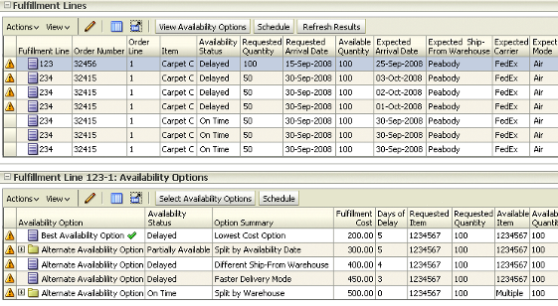 Fulfillment Lines
Actions View View Availability Options Schedule Refresh Results
Fulfillment Line Order Number Order Line Item Availability Status Requested Quantity Requested Arrival Date Available Quantity Expected Arrival Date Expected Ship-From Warehouse Expected Carrier Expect Mode
123 32456 1 Carpet C Delayed 100 15-Sep-2008 100 25-Sep-2008 Peabody FedEx Air
234 32415 1 Carpet C Delayed 50 30-Sep-2008 100 03-Oct-2008 Peabody FedEx Air
234 32415 1 Carpet C Delayed 50 30-Sep-2008 100 02-Oct-2008 Peabody FedEx Air
234 32415 1 Carpet C Delayed 50 30-Sep-2008 100 01-Oct-2008 Peabody FedEx Air
234 32415 1 Carpet C On Time 50 30-Sep-2008 100 30-Sep-2008 Peabody FedEx Air
234 32415 1 Carpet C On Time 50 30-Sep-2008 100 30-Sep-2008 Peabody FedEx Air
234 32415 1 Carpet C On Time 50 30-Sep-2008 100 30-Sep-2008 Peabody FedEx Air
Fulfillment Line 123-1: Availability Options
Actions View Select Availability Options Schedule
Availability Option Availability Status Option Summary Fulfillment Cost Days of Delay Requested Item Requested Quantity Available Item Availab Quantity
Best Availability Option Delayed Lowest Cost Option 200.00 5 1234567 100 1234567 100
Alternate Availability Option Partially Available Split by Availability Date 300.00 5 1234567 100 1234567 100
Alternate Availability Option Delayed Different Ship-From Warehouse 400.00 4 1234567 100 1234567 100
Alternate Availability Option Delayed Faster Delivery Mode 450.00 3 1234567 100 1234567 100
Alternate Availability Option On Time Split by Warehouse 500.00 0 1234567 100 Multiple 100